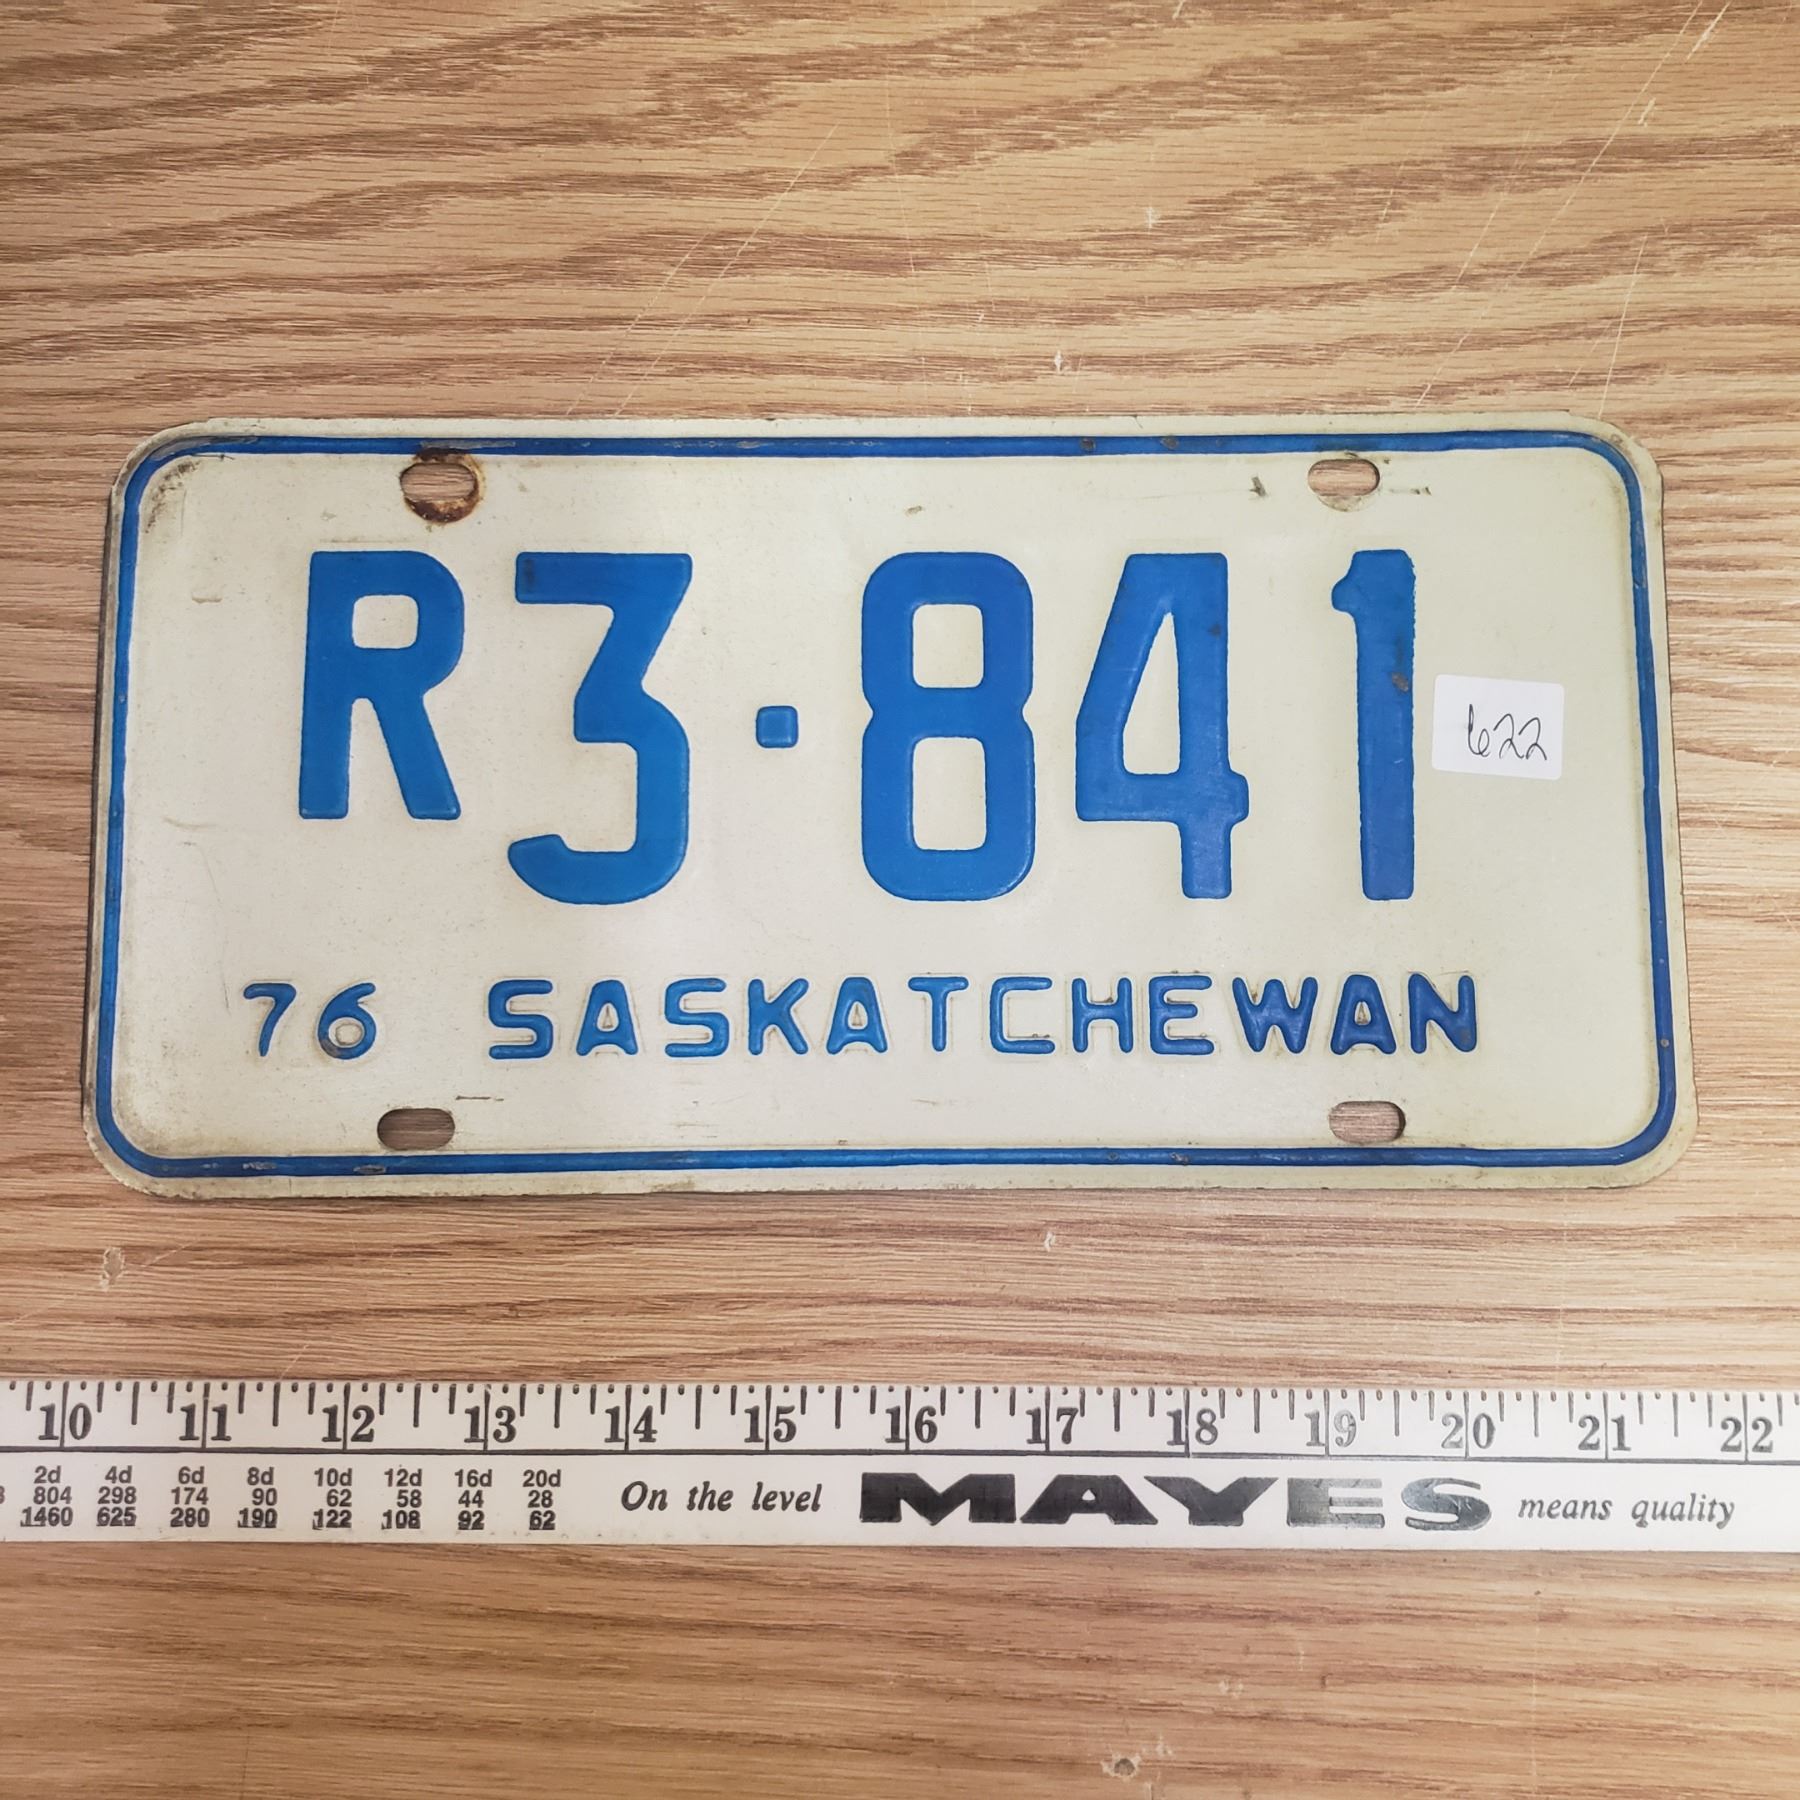 R3·841
622
76 SASKATCHEWAN
10 11 12 13 14 15 16 17 18 19 20 21 22
2d 4d 6d 8d 10d 12d 16d 20d
804 298 174 90 62 58 44 28
1460 625 280 190 122 108 92 62
On the level MAYES means quality